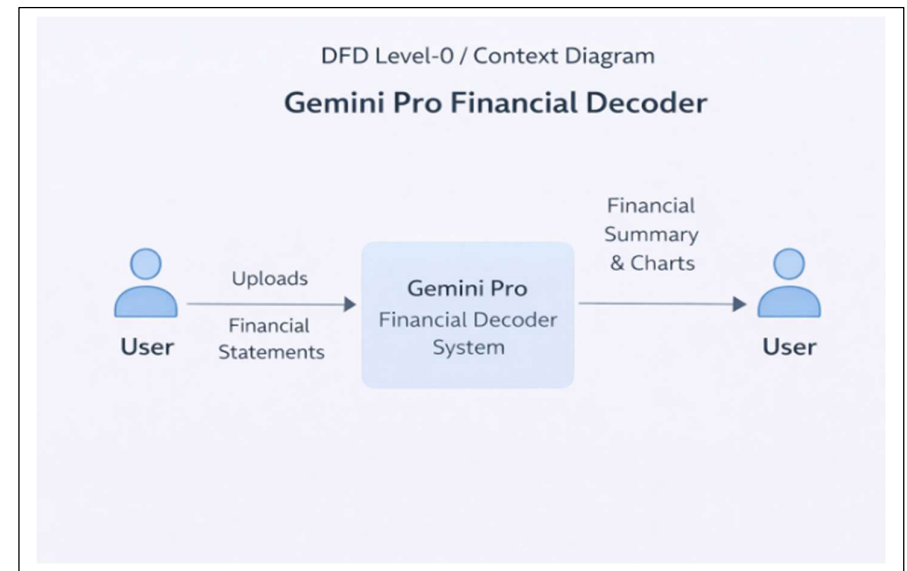 DFD Level-0 / Context Diagram
Gemini Pro Financial Decoder
Uploads
Financial
Statements
User
Gemini Pro
Financial Decoder
System
Financial
Summary
& Charts
User